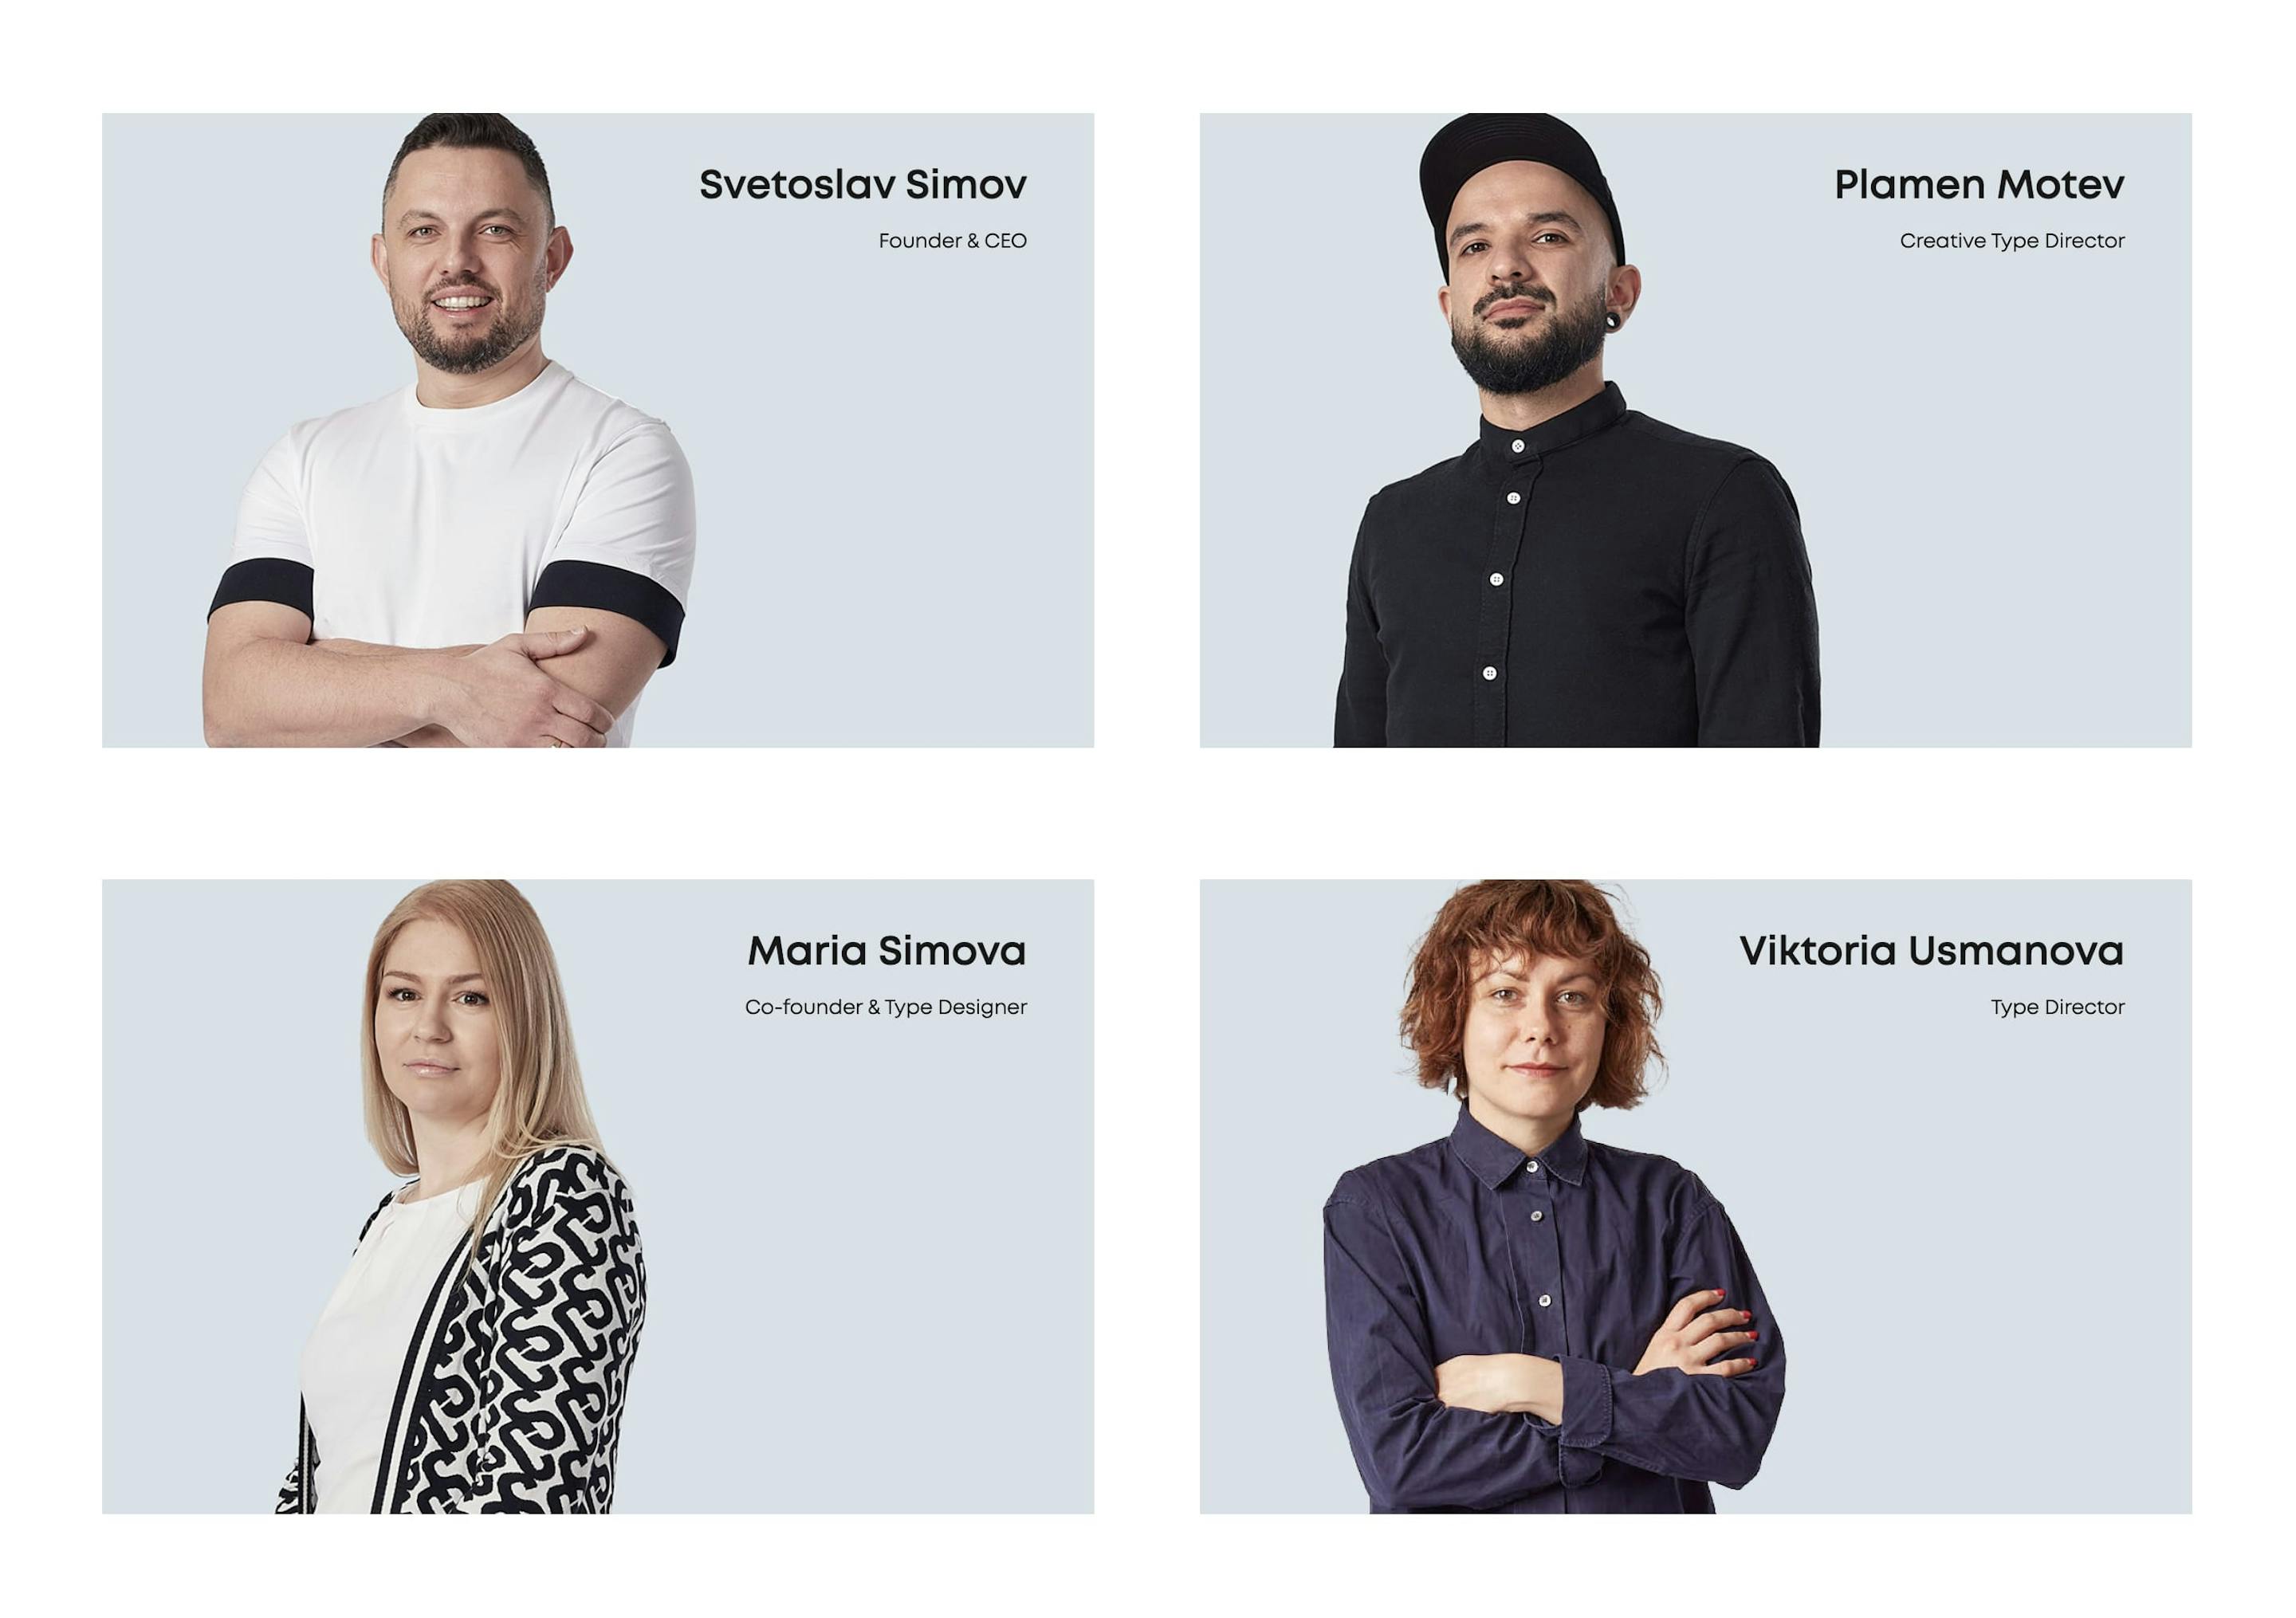 Svetoslav Simov
Founder & CEO
Plamen Motev
Creative Type Director
Maria Simova
Co-founder & Type Designer
Viktoria Usmanova
Type Director